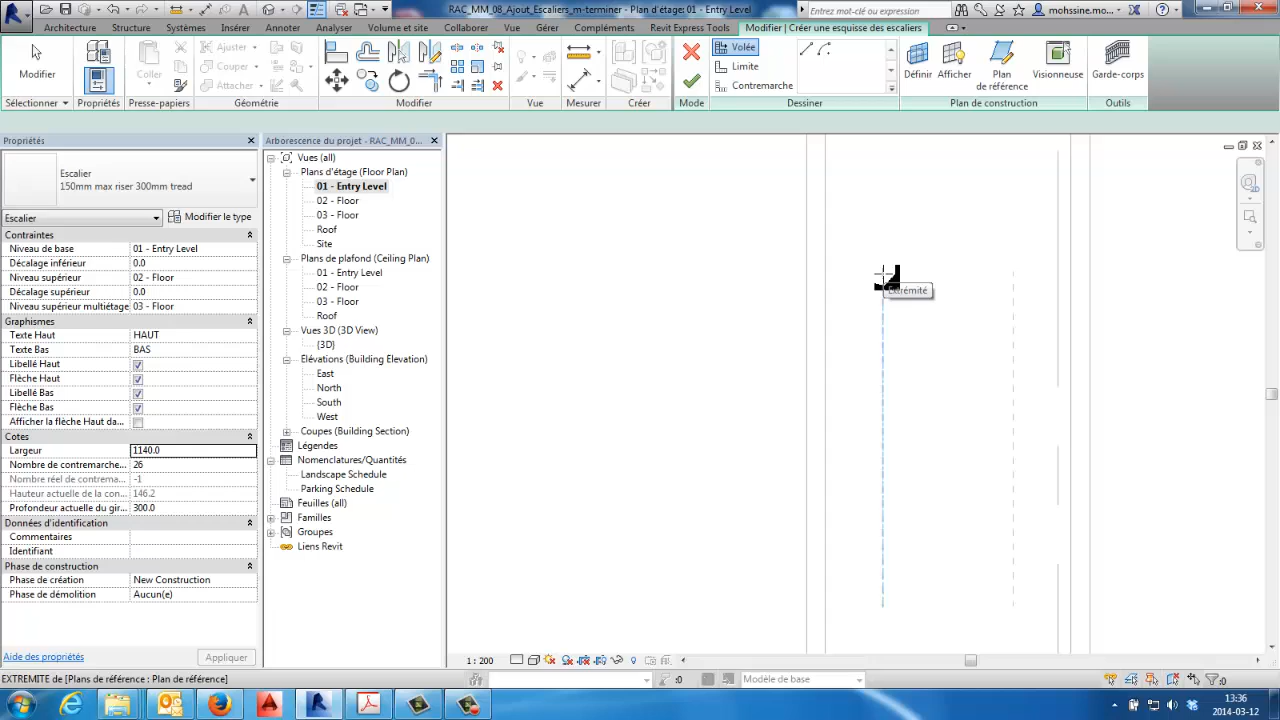 RAC_MM_08_Ajout_Escaliers_m-terminer - Plan d'étage: 01 - Entry Level
Entrez mot-clé ou expression
mohssine.mo...
Architecture Structure Systèmes Insérer Annoter Analyser Volume et site Collaborer Vue Gérer Compléments Revit Express Tools Modifier | Créer une esquisse des escaliers
Modifier
Coller
Ajuster
Couper
Attacher
Volée
Limite
Contremarche
Définir
Afficher
Plan
de référence
Visionneuse
Garde-corps
Sélectionner Propriétés Presse-papiers Géométrie Modifier Vue Mesurer Créer Mode Dessiner Plan de construction Outils
Propriétés
Escalier
150mm max riser 300mm tread
Escalier
Modifier le type
Contraintes
Niveau de base 01 - Entry Level
Décalage inférieur 0.0
Niveau supérieur 02 - Floor
Décalage supérieur 0.0
Niveau supérieur multiétage 03 - Floor
Graphismes
Texte Haut HAUT
Texte Bas BAS
Libellé Haut
Flèche Haut
Libellé Bas
Flèche Bas
Afficher la flèche Haut da...
Cotes
Largeur 1140.0
Nombre de contremarche... 26
Nombre réel de contrema... -1
Hauteur actuelle de la con... 146.2
Profondeur actuelle du gir... 300.0
Données d'identification
Commentaires
Identifiant
Phase de construction
Phase de création New Construction
Phase de démolition Aucun(e)
Aide des propriétés
Appliquer
Arborescence du projet - RAC_MM_0...
Vues (all)
Plans d'étage (Floor Plan)
01 - Entry Level
02 - Floor
03 - Floor
Roof
Site
Plans de plafond (Ceiling Plan)
01 - Entry Level
02 - Floor
03 - Floor
Roof
Vues 3D (3D View)
(3D)
Elévations (Building Elevation)
East
North
South
West
Coupes (Building Section)
Légendes
Nomenclatures/Quantités
Landscape Schedule
Parking Schedule
Feuilles (all)
Familles
Groupes
Liens Revit
Extrémité
1 : 200
EXTREMITE de [Plans de référence : Plan de référence]
:0
Modèle de base
:0
13:36
2014-03-12